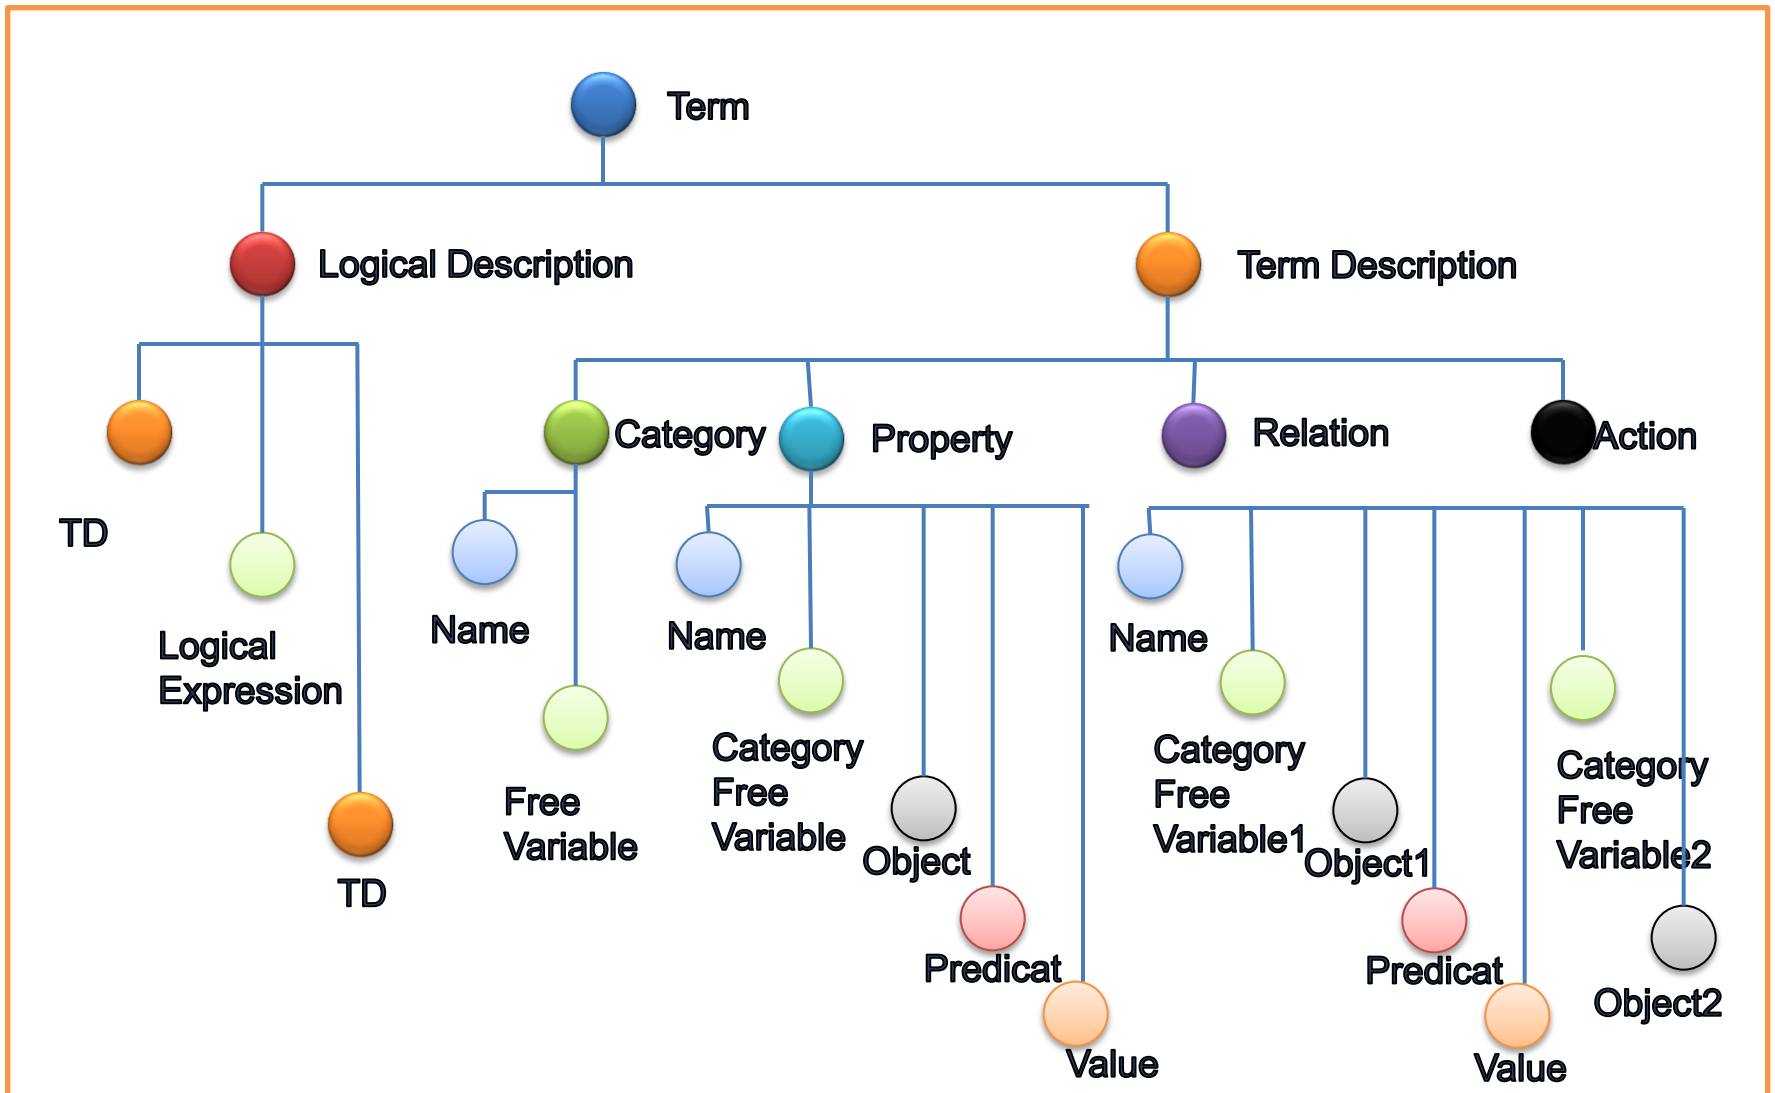 Term
Logical Description
Term Description
Category
Property
Relation
Action
TD
Logical
Expression
TD
Name
Free
Variable
Name
Category
Free
Variable
Object
Predicat
Value
Name
Category
Free
Variable1
Object1
Predicat
Value
Category
Free
Variable2
Object2